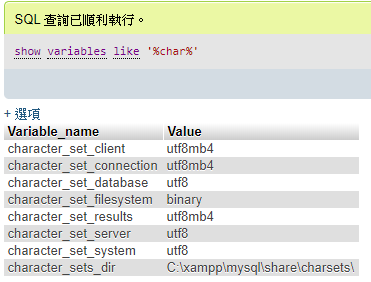 SQL 查詢已順利執行。
show variables like '%char%'
+ 選項
Variable_name Value
character_set_client utf8mb4
character_set_connection utf8mb4
character_set_database utf8
character_set_filesystem binary
character_set_results utf8mb4
character_set_server utf8
character_set_system utf8
character_sets_dir C:\xampp\mysql\share\charsets\